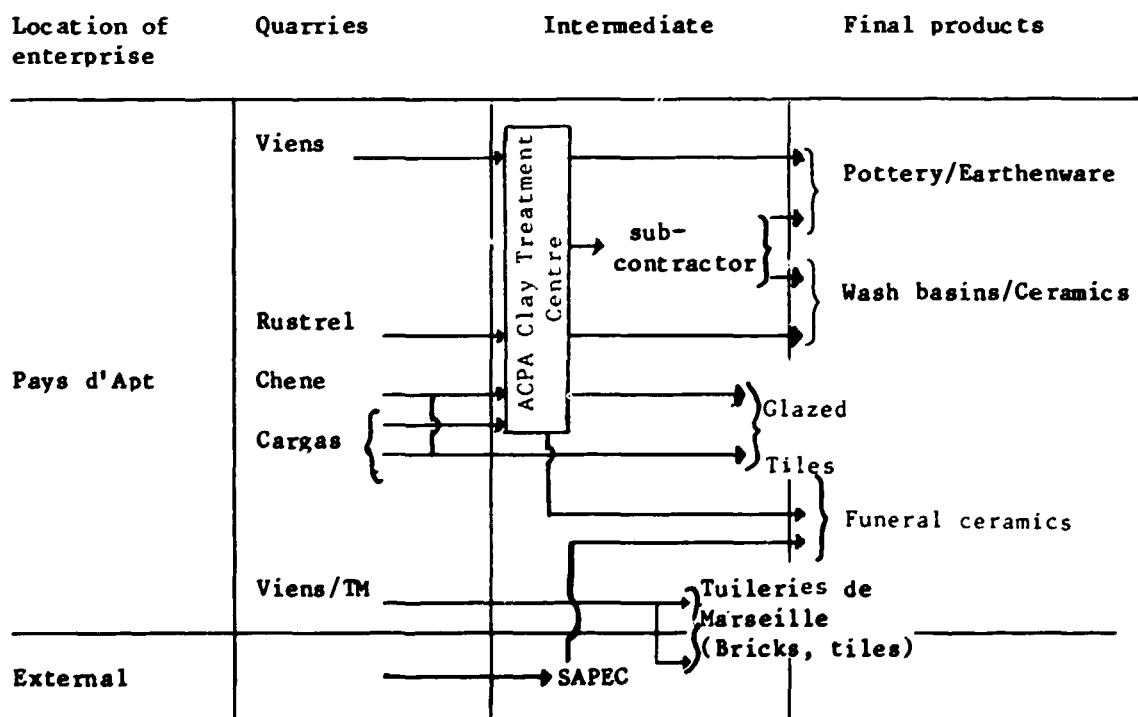 Location of enterprise
Quarries
Intermediate
Final products
Viens
Pottery/Earthenware
sub-
contractor
ACPA Clay Treatment
Centre
Wash basins/Ceramics
Rustrel
Pays d'Apt
Chene
Glazed
Cargas
Tiles
Funeral ceramics
Viens/TM
Tuileries de
Marseille
(Bricks, tiles)
External
SAPEC